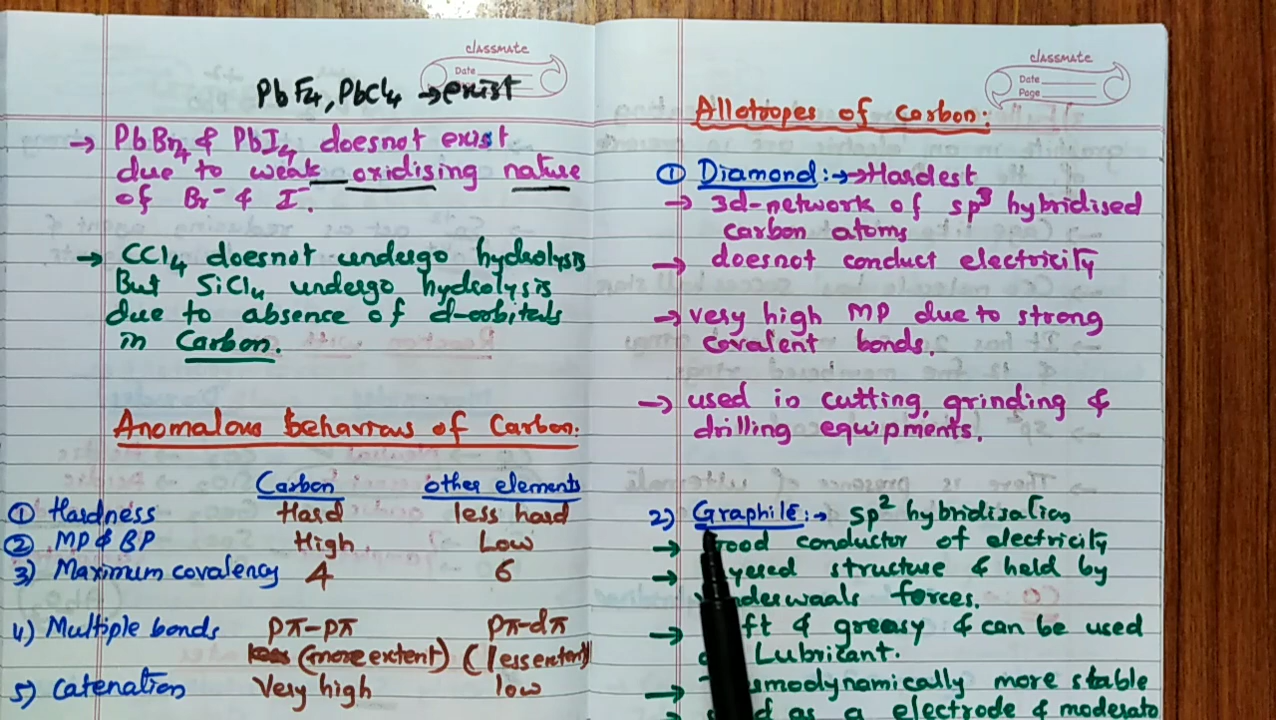 classmate
Date
PbF4, PbCl4 → exist
→ PbBr4 & PbI4 doesnot exist
due to weak oxidising nature
of Br⁻ & I⁻.
→ CCl4 doesnot undergo hydrolysis
But SiCl4 undergo hydrolysis
due to absence of d-orbitals
in Carbon.
Anomalous behaviour of Carbon:
Carbon other elements
① Hardness Hard less hard
② MP & BP High Low
3) Maximum covalency 4 6
4) Multiple bonds pπ-pπ pπ-dπ
(more extent) (less extent)
5) Catenation Very high low
classmate
Date
Page
Allotropes of Carbon:
① Diamond:→ → Hardest
→ 3d-network of sp³ hybridised
carbon atoms
→ doesnot conduct electricity
→ very high MP due to strong
covalent bonds.
→ used in cutting, grinding &
drilling equipments.
2) Graphite:→ sp² hybridisation
→ conductor of electricity
→ structure & held by
forces.
→ & greasy & can be used
Lubricant.
→ more stable
as a electrode &